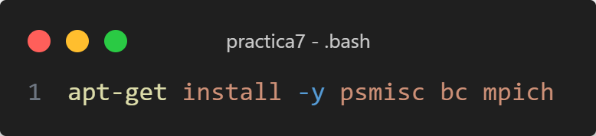 practica7 - .bash
1 apt-get install -y psmisc bc mpich